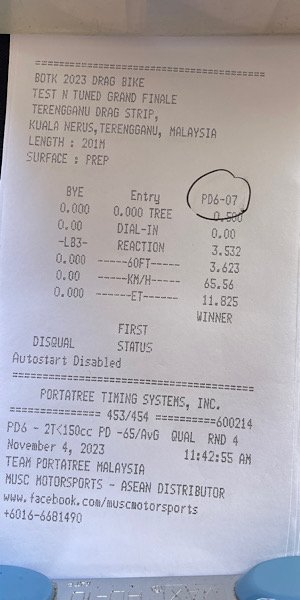 ==========================================
BOTK 2023 DRAG BIKE
TEST N TUNED GRAND FINALE
TERENGGANU DRAG STRIP,
KUALA NERUS,TERENGGANU, MALAYSIA
LENGTH : 201M
SURFACE : PREP
BYE Entry PD6-07
0.000 0.000 TREE 0.500
0.00 DIAL-IN 0.00
-LB3- REACTION 3.532
0.000 -----60FT------ 3.623
0.00 -----KM/H------ 65.56
0.000 ------ET------- 11.825
WINNER
FIRST
DISQUAL STATUS
Autostart Disabled
==========================================
PORTATREE TIMING SYSTEMS, INC.
================ 453/454 ===========600214
PD6 - 2T<150cc PD -65/AvG QUAL RND 4
November 4, 2023 11:42:55 AM
TEAM PORTATREE MALAYSIA
MUSC MOTORSPORTS - ASEAN DISTRIBUTOR
www.facebook.com/muscmotorsports
+6016-6681490